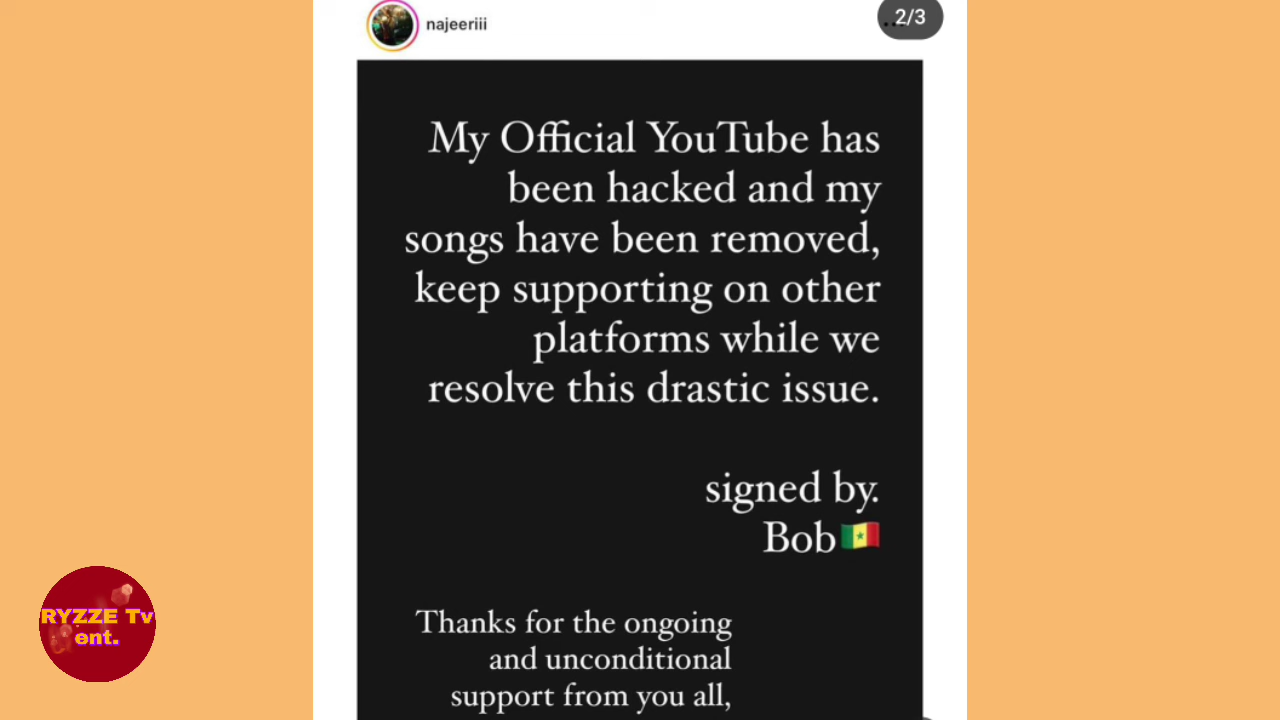 najeeriii
2/3
My Official YouTube has
been hacked and my
songs have been removed,
keep supporting on other
platforms while we
resolve this drastic issue.
signed by.
Bob🇸🇳
Thanks for the ongoing
and unconditional
support from you all,
RYZZE Tv
ent.